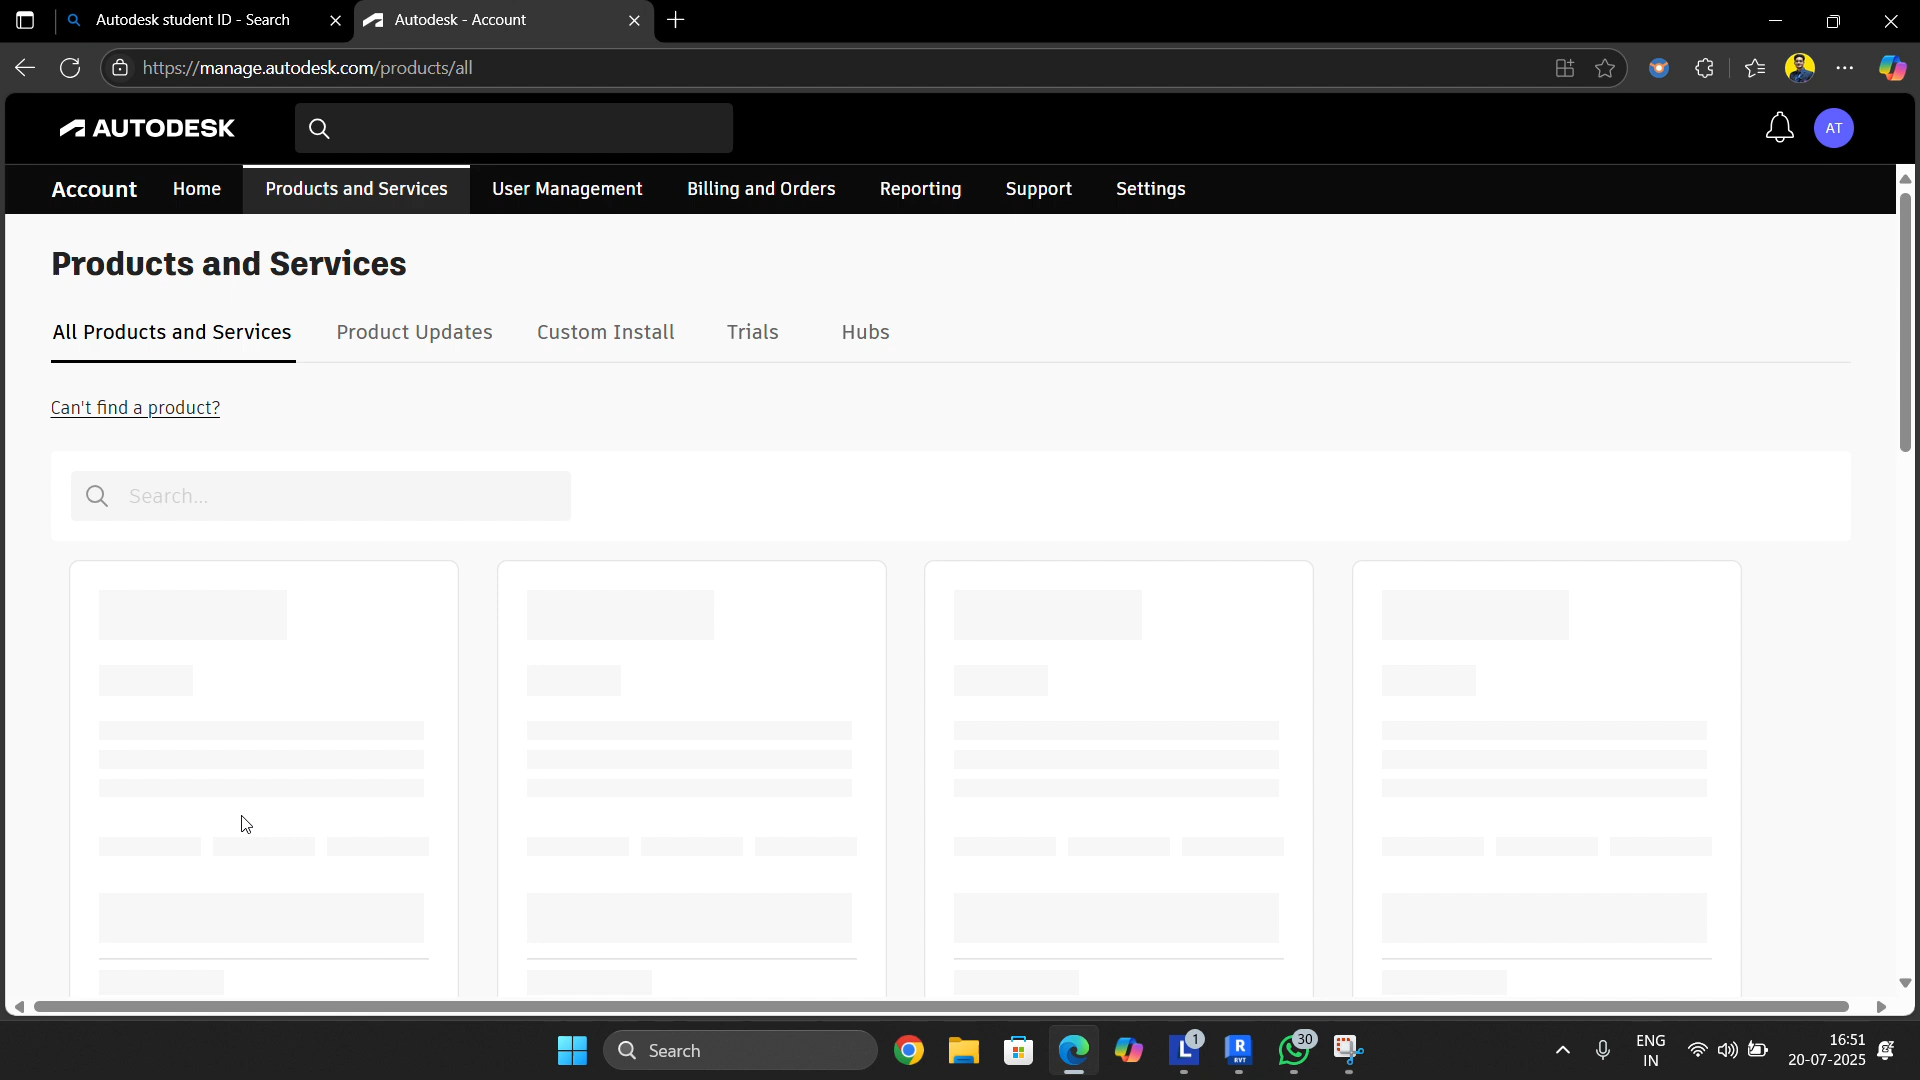 Autodesk student ID - Search
Autodesk - Account
https://manage.autodesk.com/products/all
AUTODESK
AT
Account
Home
Products and Services
User Management
Billing and Orders
Reporting
Support
Settings
Products and Services
All Products and Services
Product Updates
Custom Install
Trials
Hubs
Can't find a product?
Search...
Search
L
1
R
RVT
30
ENG
IN
16:51
20-07-2025